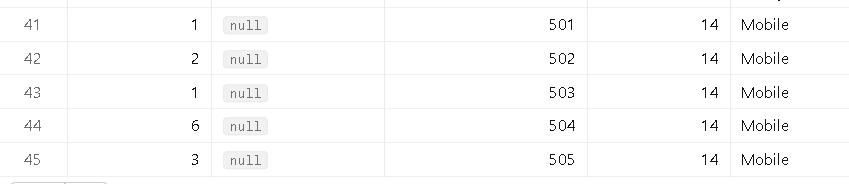 41 1 null 501 14 Mobile
42 2 null 502 14 Mobile
43 1 null 503 14 Mobile
44 6 null 504 14 Mobile
45 3 null 505 14 Mobile